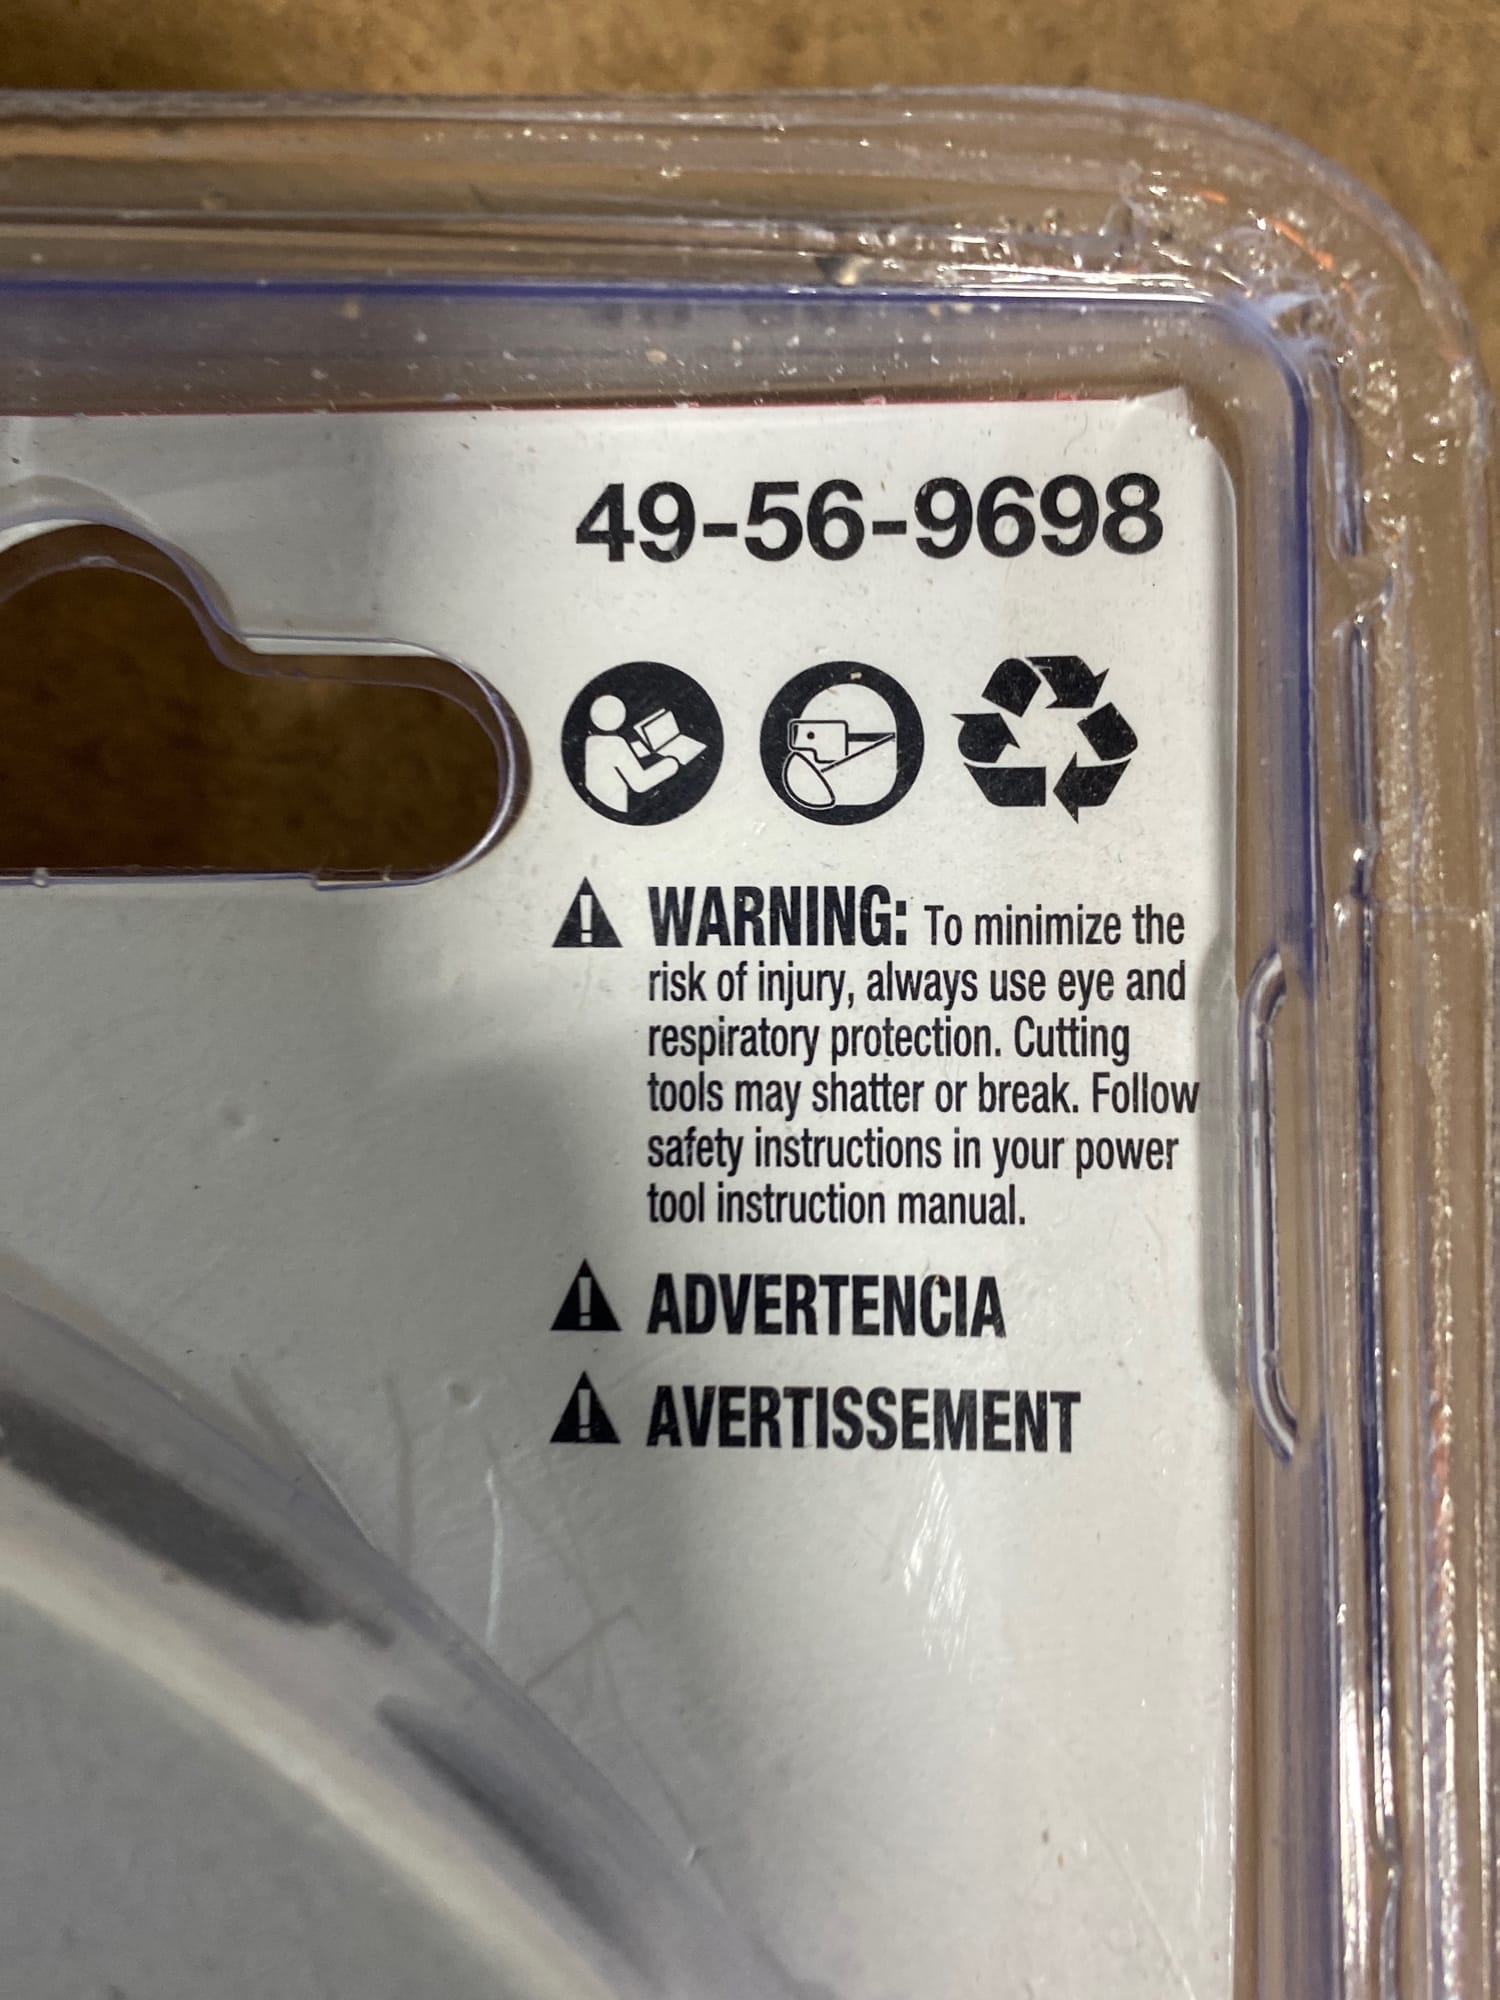 49-56-9698
WARNING: To minimize the
risk of injury, always use eye and
respiratory protection. Cutting
tools may shatter or break. Follow
safety instructions in your power
tool instruction manual.
ADVERTENCIA
AVERTISSEMENT